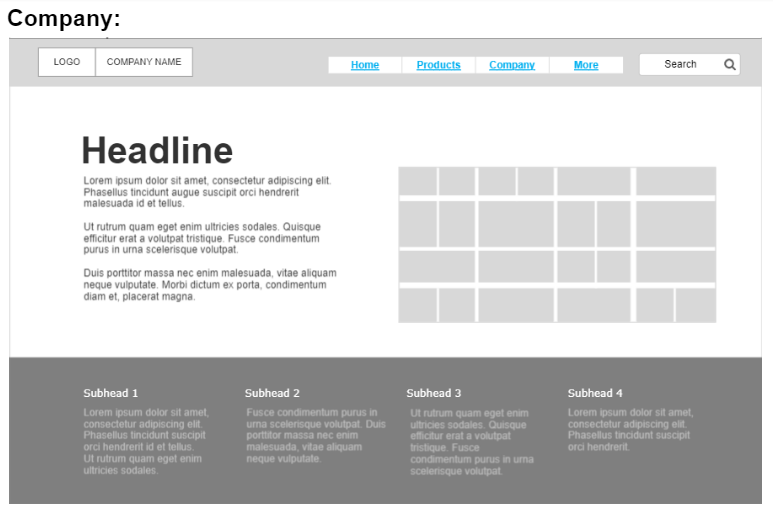 Company:
LOGO COMPANY NAME Home Products Company More Search
Headline
Lorem ipsum dolor sit amet, consectetur adipiscing elit.
Phasellus tincidunt augue suscipit orci hendrerit
malesuada id et tellus.
Ut rutrum quam eget enim ultricies sodales. Quisque
efficitur erat a volutpat tristique. Fusce condimentum
purus in urna scelerisque volutpat.
Duis porttitor massa nec enim malesuada, vitae aliquam
neque vulputate. Morbi dictum ex porta, condimentum
diam et, placerat magna.
Subhead 1
Lorem ipsum dolor sit amet,
consectetur adipiscing elit.
Phasellus tincidunt suscipit
orci hendrerit id et tellus.
Ut rutrum quam eget enim
ultricies sodales.
Subhead 2
Fusce condimentum purus in
urna scelerisque volutpat. Duis
porttitor massa nec enim
malesuada, vitae aliquam
neque vulputate.
Subhead 3
Ut rutrum quam eget enim
ultricies sodales. Quisque
efficitur erat a volutpat
tristique. Fusce
condimentum purus in urna
scelerisque volutpat.
Subhead 4
Lorem ipsum dolor sit amet,
consectetur adipiscing elit.
Phasellus tincidunt suscipit
orci hendrerit.